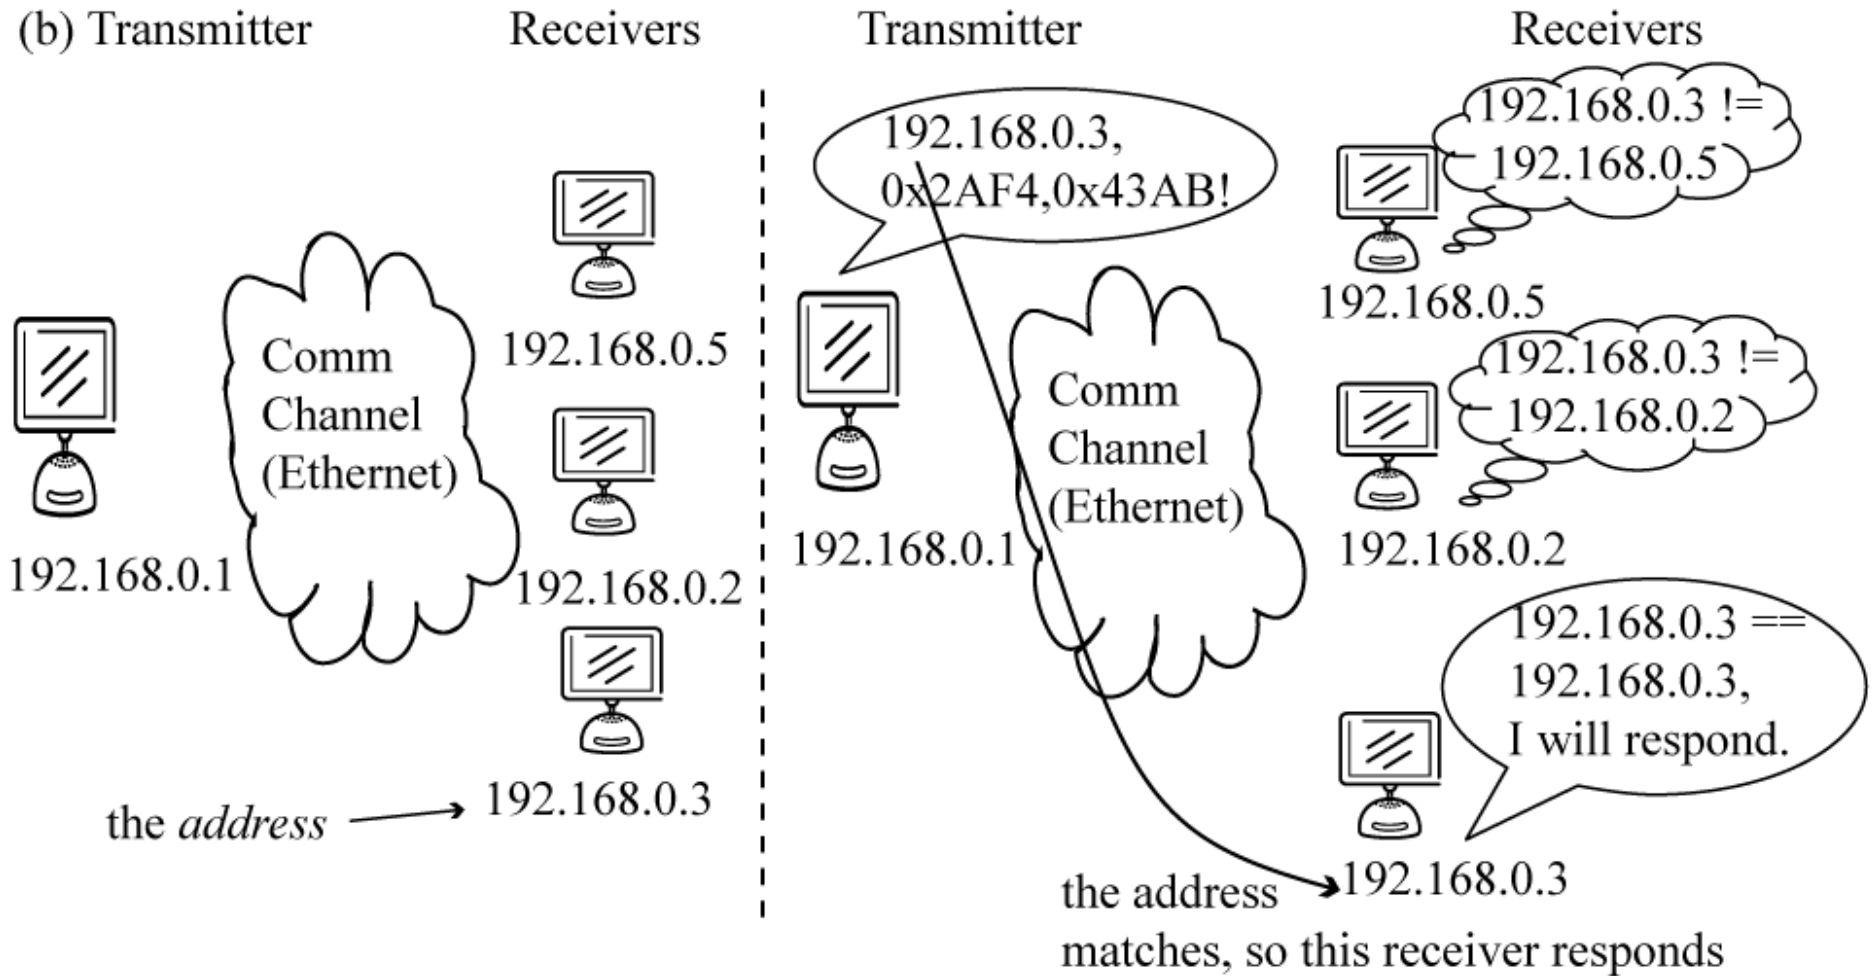 (b) Transmitter
Receivers
Comm
Channel
(Ethernet)
192.168.0.1
192.168.0.5
192.168.0.2
192.168.0.3
the address
Transmitter
Receivers
192.168.0.3,
0x2AF4,0x43AB!
192.168.0.1
Comm
Channel
(Ethernet)
192.168.0.3 !=
192.168.0.5
192.168.0.5
192.168.0.3 !=
192.168.0.2
192.168.0.2
192.168.0.3 ==
192.168.0.3,
I will respond.
192.168.0.3
the address
matches, so this receiver responds